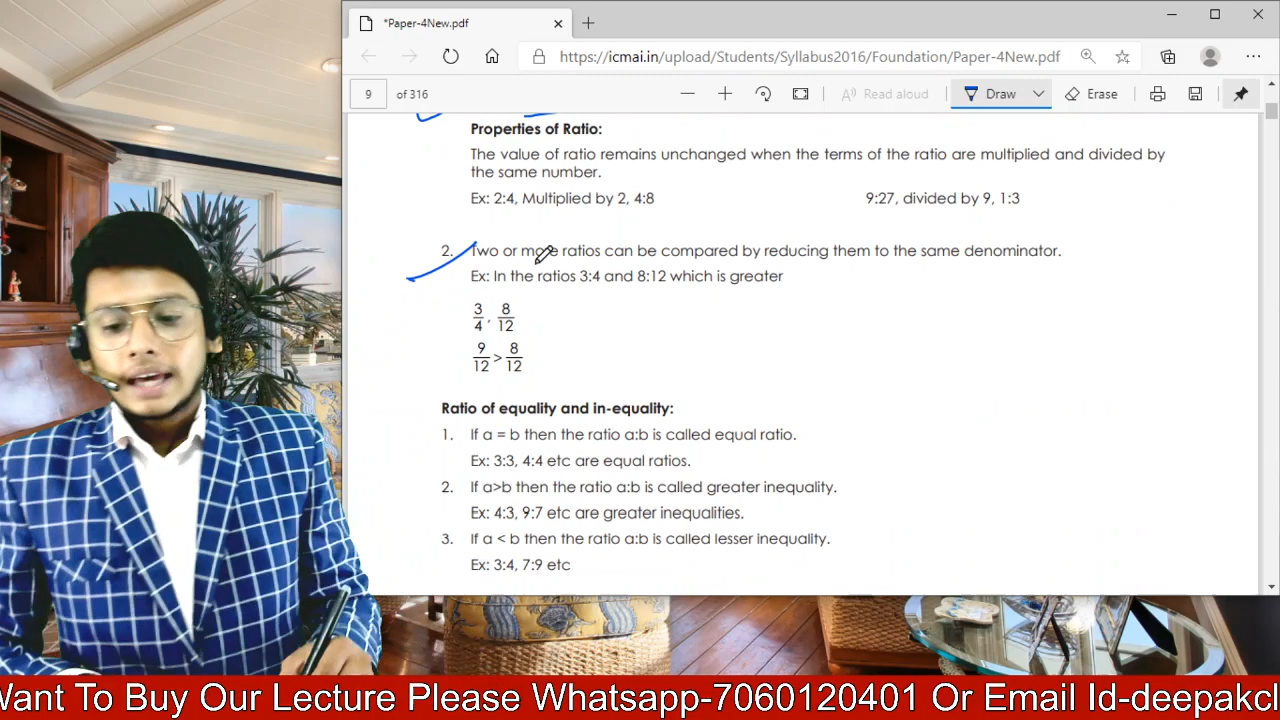 *Paper-4New.pdf
https://icmai.in/upload/Students/Syllabus2016/Foundation/Paper-4New.pdf
9 of 316
Read aloud
Draw
Erase
Properties of Ratio:
The value of ratio remains unchanged when the terms of the ratio are multiplied and divided by
the same number.
Ex: 2:4, Multiplied by 2, 4:8 9:27, divided by 9, 1:3
2. Two or more ratios can be compared by reducing them to the same denominator.
Ex: In the ratios 3:4 and 8:12 which is greater
3/4, 8/12
9/12 > 8/12
Ratio of equality and in-equality:
1. If a = b then the ratio a:b is called equal ratio.
Ex: 3:3, 4:4 etc are equal ratios.
2. If a>b then the ratio a:b is called greater inequality.
Ex: 4:3, 9:7 etc are greater inequalities.
3. If a < b then the ratio a:b is called lesser inequality.
Ex: 3:4, 7:9 etc
Want To Buy Our Lecture Please Whatsapp-7060120401 Or Email Id-deepakcl